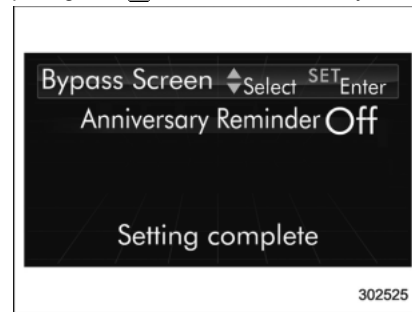 Bypass Screen Select SET Enter
Anniversary Reminder Off
Setting complete
302525